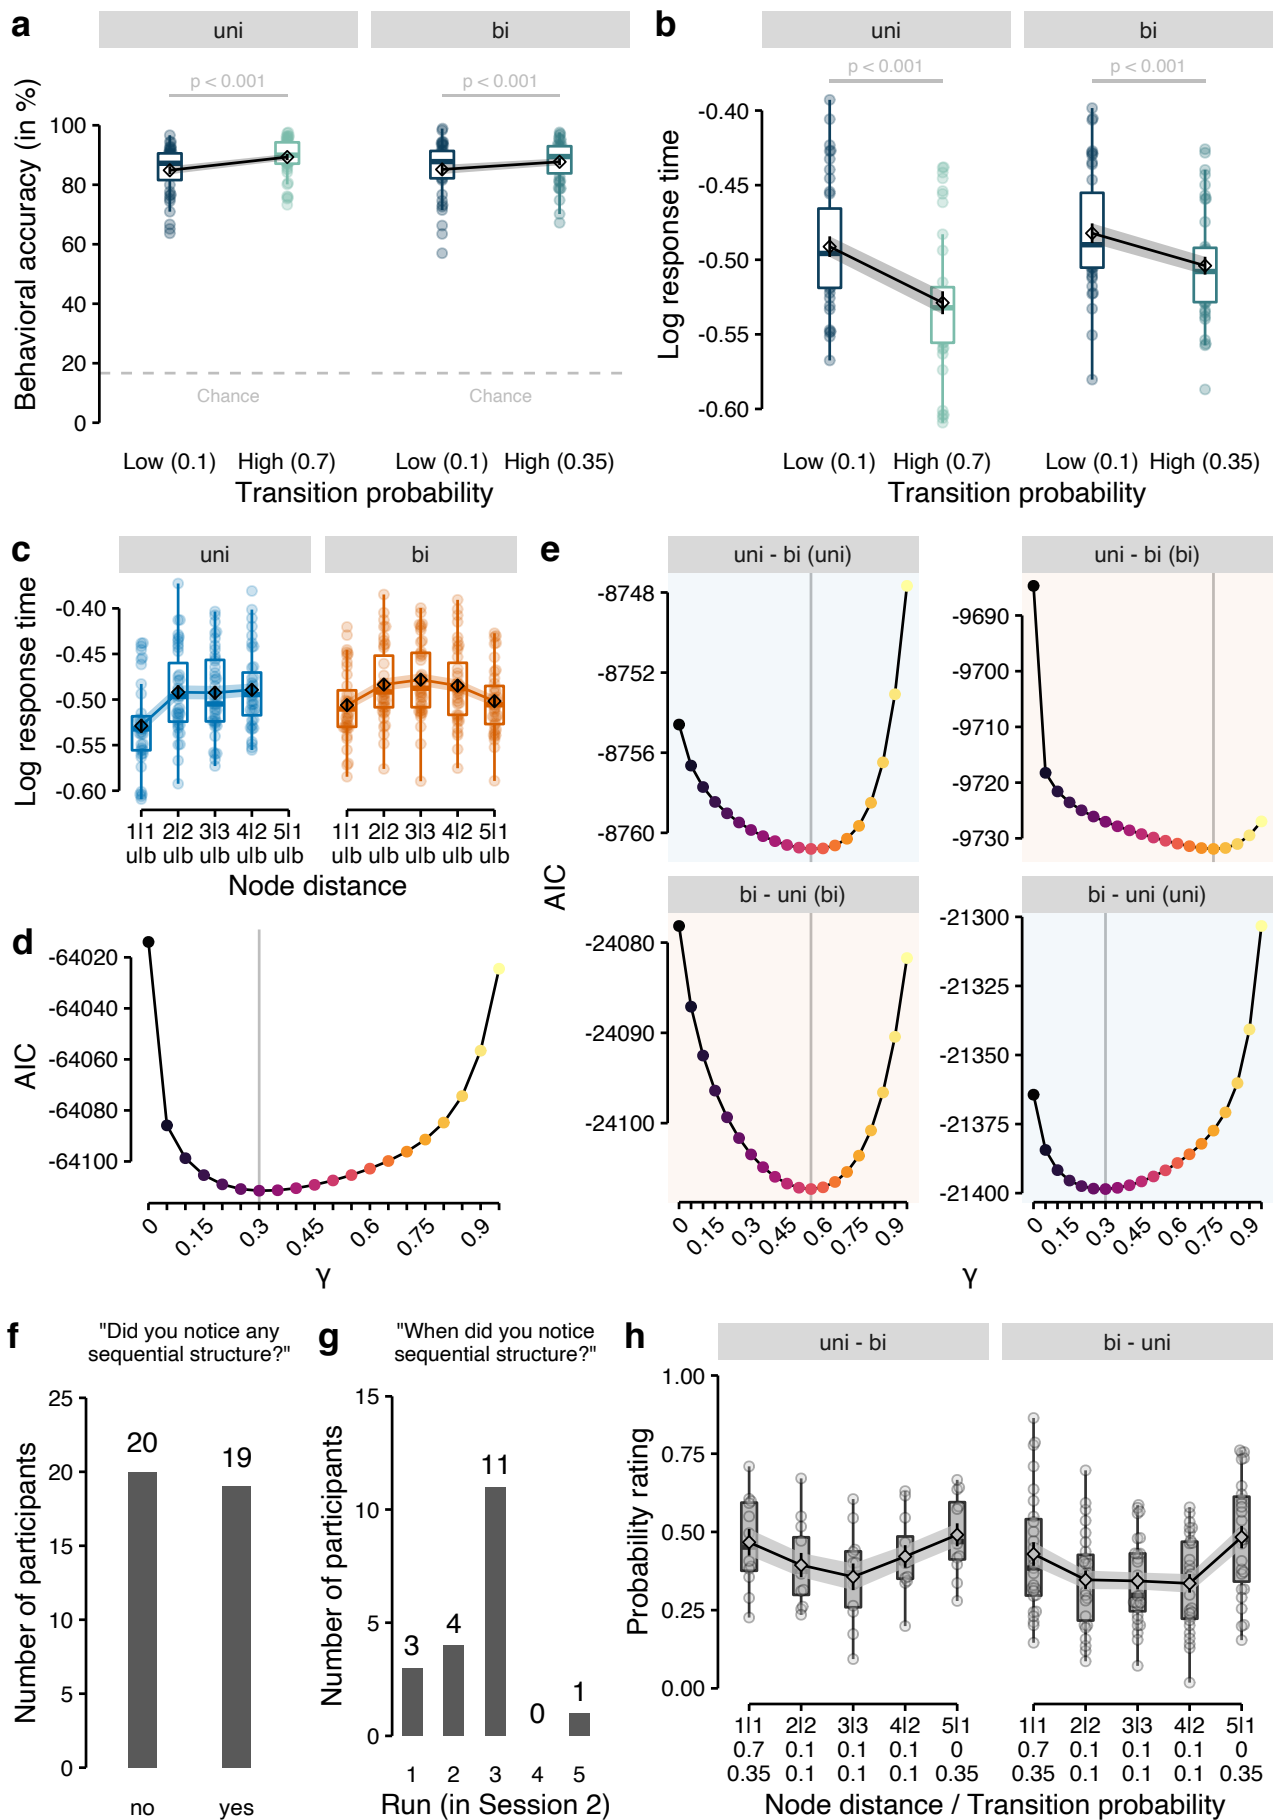 a
uni
bi
p < 0.001
p < 0.001
Behavioral accuracy (in %)
100
80
60
40
20
0
Chance
Chance
Low (0.1)
High (0.7)
Low (0.1)
High (0.35)
Transition probability
b
uni
bi
p < 0.001
p < 0.001
Log response time
-0.40
-0.45
-0.50
-0.55
-0.60
Low (0.1)
High (0.7)
Low (0.1)
High (0.35)
Transition probability
c
uni
bi
Log response time
-0.40
-0.45
-0.50
-0.55
-0.60
1|1 2|2 3|3 4|2 5|1
ulb ulb ulb ulb ulb
1|1 2|2 3|3 4|2 5|1
ulb ulb ulb ulb ulb
Node distance
d
AIC
-64020
-64040
-64060
-64080
-64100
0
0.15
0.3
0.45
0.6
0.75
0.9
γ
e
uni - bi (uni)
-8748
-8752
-8756
-8760
uni - bi (bi)
-9690
-9700
-9710
-9720
-9730
AIC
bi - uni (bi)
-24080
-24090
-24100
0
0.15
0.3
0.45
0.6
0.75
0.9
bi - uni (uni)
-21300
-21325
-21350
-21375
-21400
0
0.15
0.3
0.45
0.6
0.75
0.9
γ
f
"Did you notice any
sequential structure?"
Number of participants
25
20
15
10
5
0
20
19
no
yes
g
"When did you notice
sequential structure?"
Number of participants
15
10
5
0
3
4
11
0
1
1
2
3
4
5
Run (in Session 2)
h
uni - bi
bi - uni
Probability rating
1.00
0.75
0.50
0.25
0.00
1|1 2|2 3|3 4|2 5|1
0.7 0.1 0.1 0.1 0
0.35 0.1 0.1 0.1 0.35
1|1 2|2 3|3 4|2 5|1
0.7 0.1 0.1 0.1 0
0.35 0.1 0.1 0.1 0.35
Node distance / Transition probability